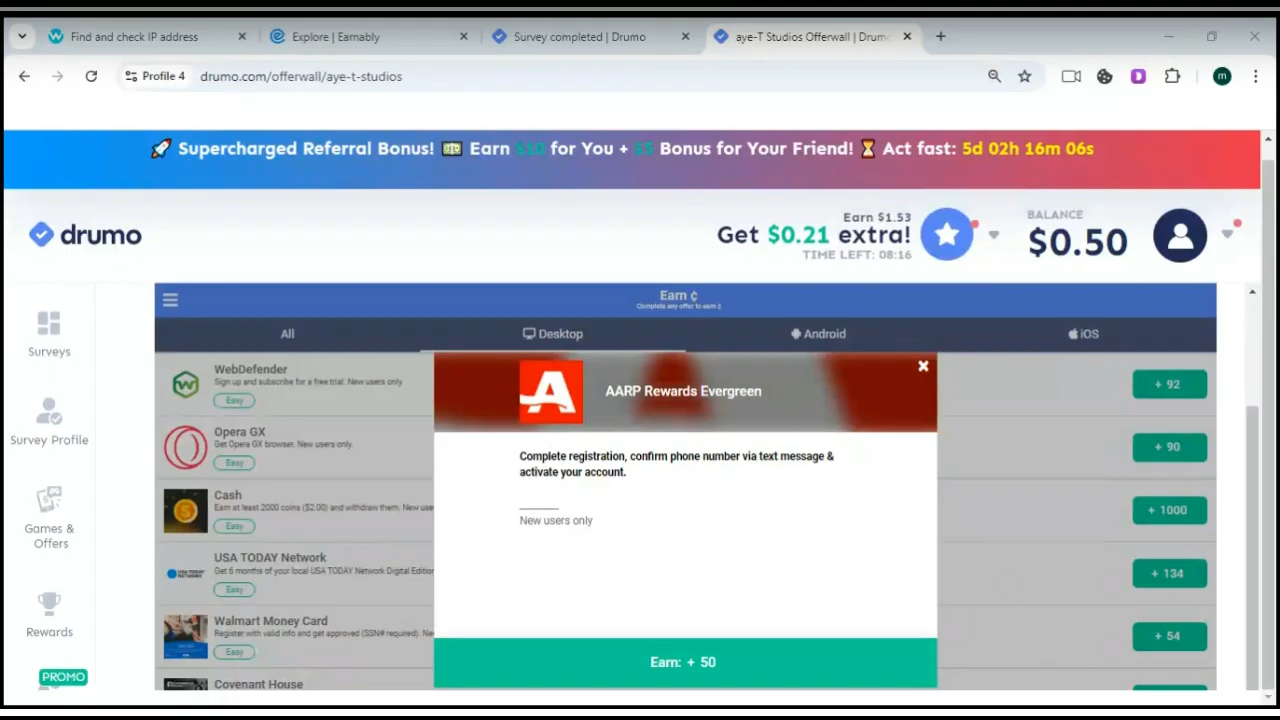 Find and check IP address
Explore | Earnably
Survey completed | Drumo
aye-T Studios Offerwall | Drumo
Profile 4
drumo.com/offerwall/aye-t-studios
m
🚀 Supercharged Referral Bonus! 💵 Earn $10 for You + $5 Bonus for Your Friend! ⏳ Act fast: 5d 02h 16m 06s
drumo
Earn $1.53
Get $0.21 extra!
TIME LEFT: 08:16
BALANCE
$0.50
Surveys
Survey Profile
Games &
Offers
Rewards
PROMO
Earn ¢
Complete any offer to earn ¢
All
Desktop
Android
iOS
WebDefender
Sign up and subscribe for a free trial. New users only
Easy
+ 92
Opera GX
Get Opera GX browser. New users only.
Easy
+ 90
Cash
Earn at least 2000 coins ($2.00) and withdraw them. New use
Easy
+ 1000
USA TODAY Network
Get 6 months of your local USA TODAY Network Digital Edition
Easy
+ 134
Walmart Money Card
Register with valid info and get approved (SSN# required). Ne
Easy
+ 54
Covenant House
AARP Rewards Evergreen
Complete registration, confirm phone number via text message &
activate your account.
New users only
Earn: + 50